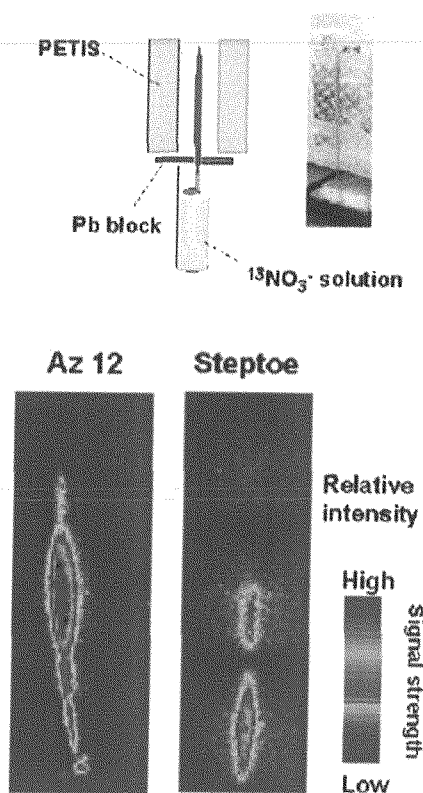 PETIS
Pb block
¹³NO₃⁻ solution
Az 12
Steptoe
Relative
intensity
High
Signal strength
Low